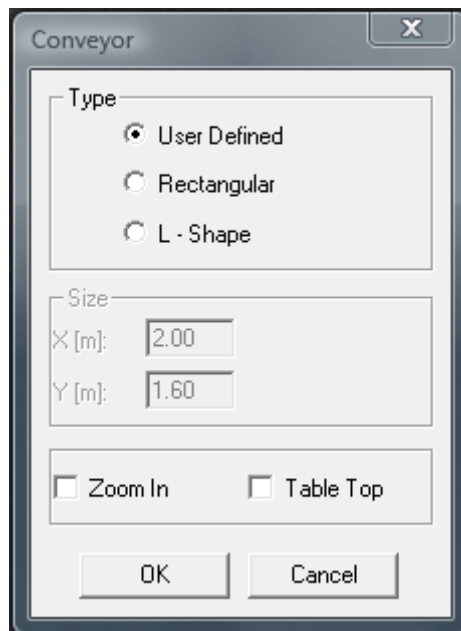 Conveyor
Type
User Defined
Rectangular
L - Shape
Size
X [m]: 2.00
Y [m]: 1.60
Zoom In Table Top
OK Cancel